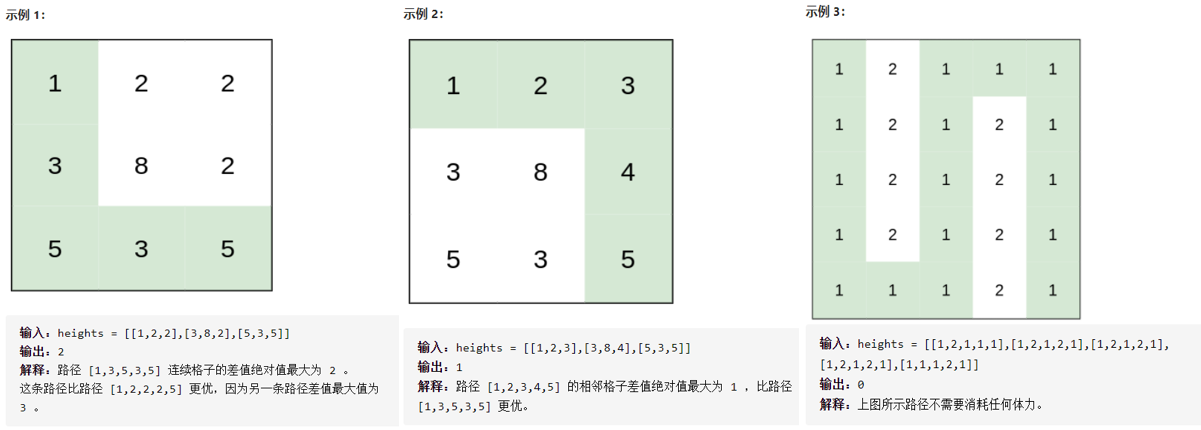 示例 1：
1 2 2
3 8 2
5 3 5
输入：heights = [[1,2,2],[3,8,2],[5,3,5]]
输出：2
解释：路径 [1,3,5,3,5] 连续格子的差值绝对值最大为 2 。
这条路径比路径 [1,2,2,2,5] 更优，因为另一条路径差值最大值为
3 。
示例 2：
1 2 3
3 8 4
5 3 5
输入：heights = [[1,2,3],[3,8,4],[5,3,5]]
输出：1
解释：路径 [1,2,3,4,5] 的相邻格子差值绝对值最大为 1 ，比路径
[1,3,5,3,5] 更优。
示例 3：
1 2 1 1 1
1 2 1 2 1
1 2 1 2 1
1 2 1 2 1
1 1 1 2 1
输入：heights = [[1,2,1,1,1],[1,2,1,2,1],[1,2,1,2,1],
[1,2,1,2,1],[1,1,1,2,1]]
输出：0
解释：上图所示路径不需要消耗任何体力。